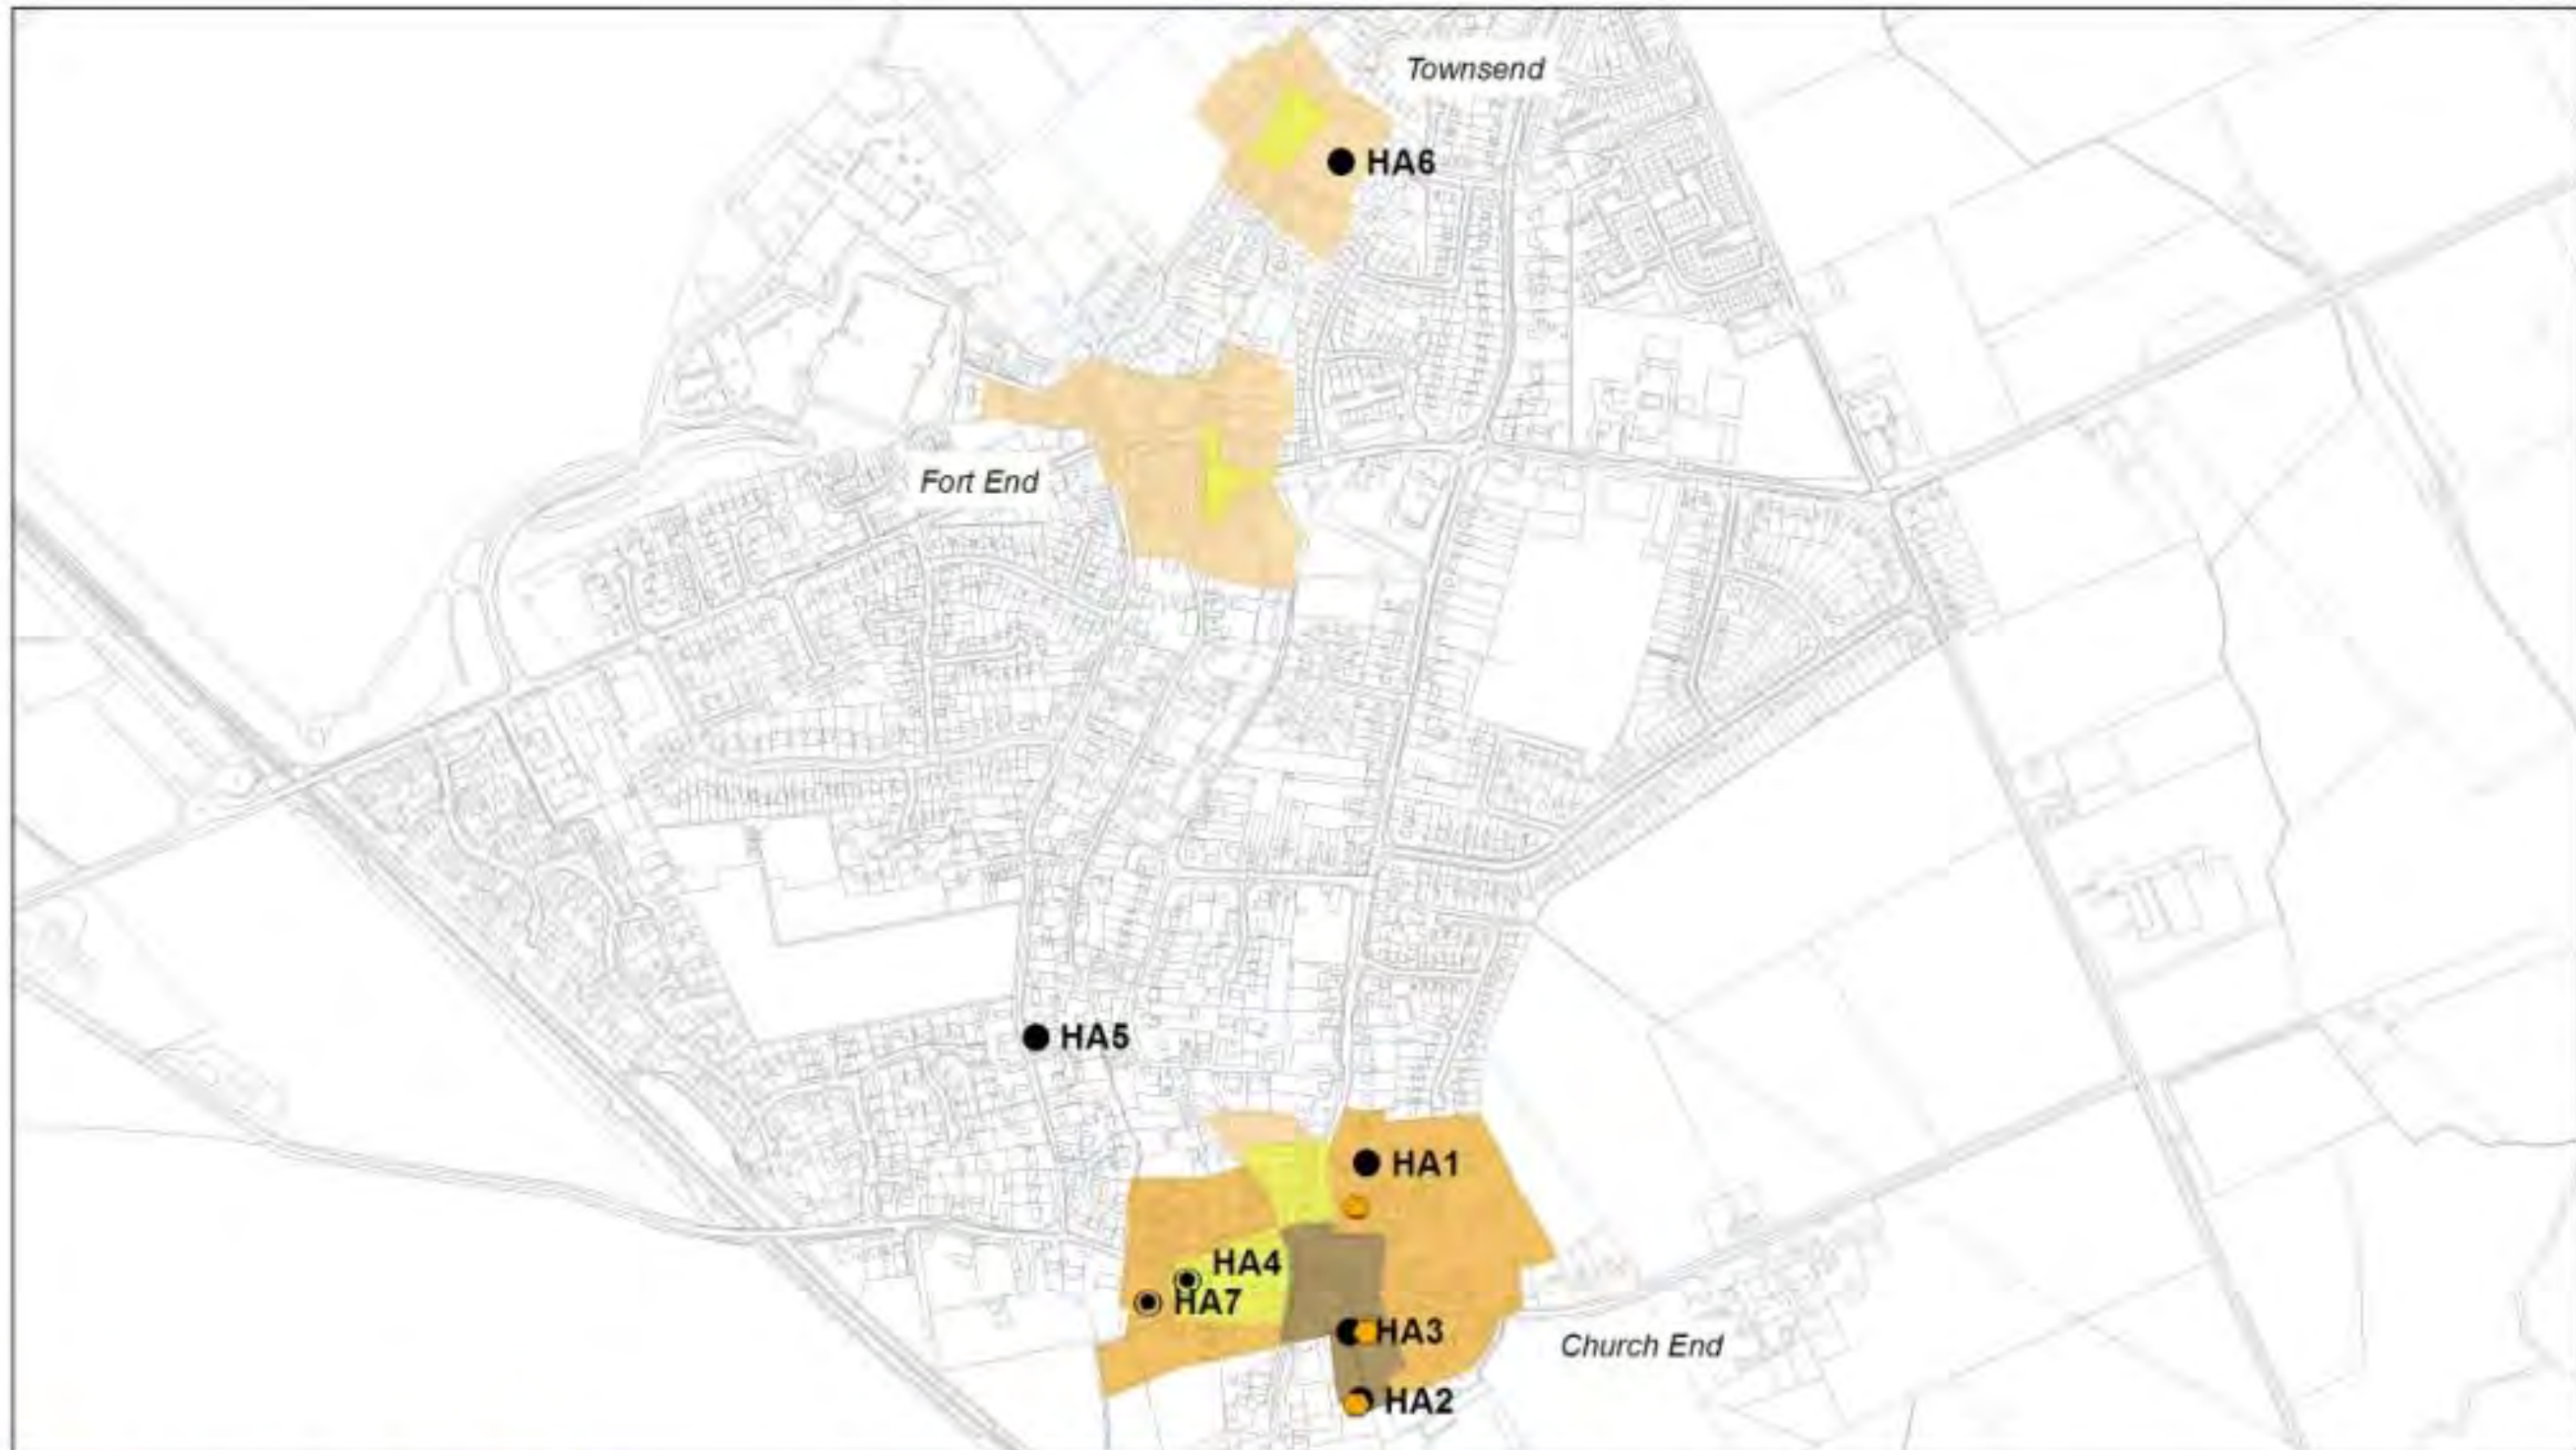 Townsend
HA6
Fort End
HA5
HA1
HA4
HA7
HA3
Church End
HA2